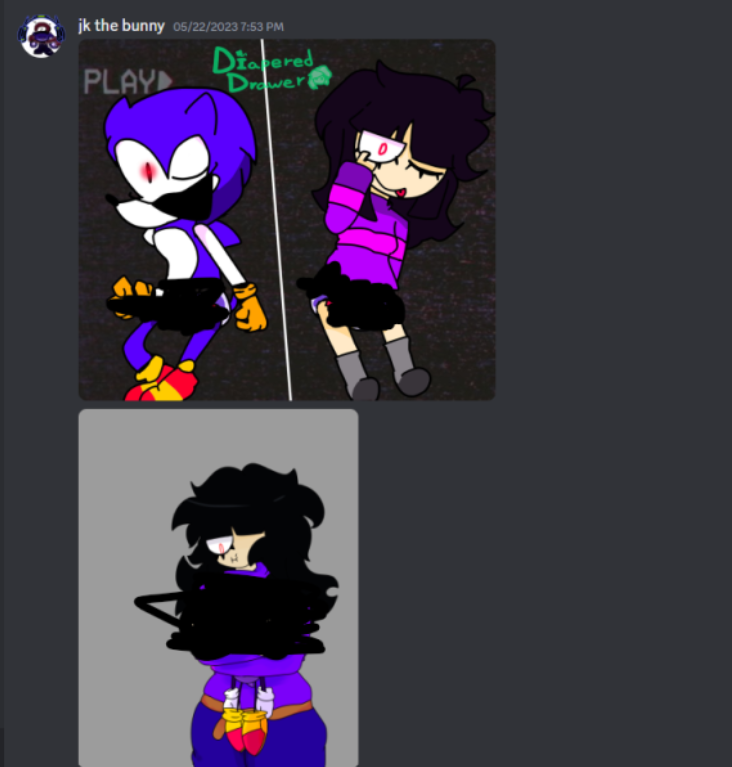 jk the bunny 05/22/2023 7:53 PM
PLAY
Diapered
Drawer